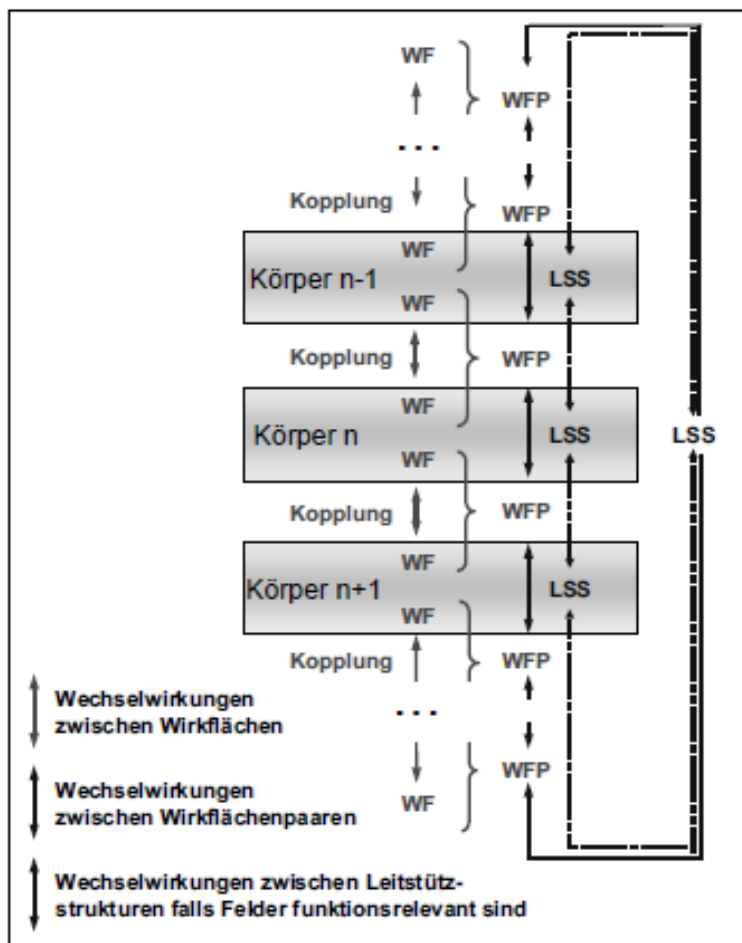 WF
WFP
...
Kopplung
WFP
WF
Körper n-1
LSS
WF
Kopplung
WFP
WF
Körper n
LSS
LSS
WF
Kopplung
WFP
WF
Körper n+1
LSS
WF
Kopplung
WFP
Wechselwirkungen
zwischen Wirkflächen
...
WFP
WF
Wechselwirkungen
zwischen Wirkflächenpaaren
Wechselwirkungen zwischen Leitstütz-
strukturen falls Felder funktionsrelevant sind